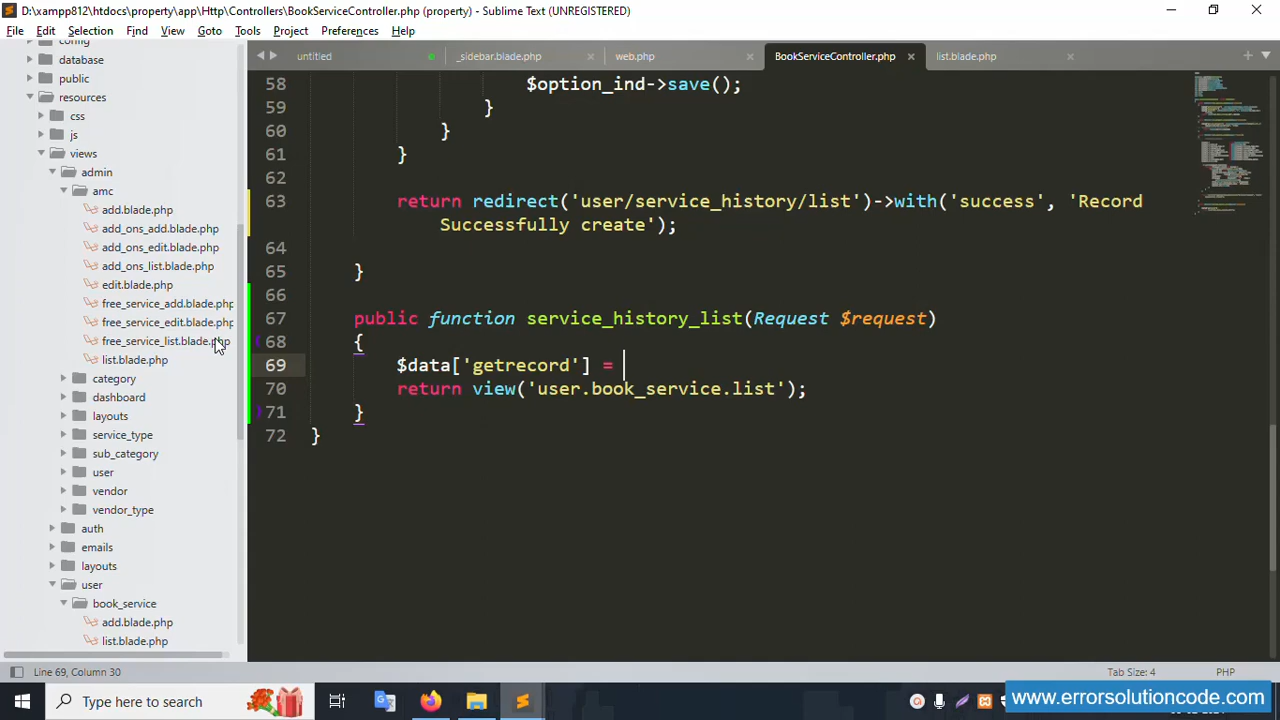 D:\xampp812\htdocs\property\app\Http\Controllers\BookServiceController.php (property) - Sublime Text (UNREGISTERED)
File Edit Selection Find View Goto Tools Project Preferences Help
untitled _sidebar.blade.php web.php BookServiceController.php list.blade.php
config
database
public
resources
css
js
views
admin
amc
add.blade.php
add_ons_add.blade.php
add_ons_edit.blade.php
add_ons_list.blade.php
edit.blade.php
free_service_add.blade.php
free_service_edit.blade.php
free_service_list.blade.php
list.blade.php
category
dashboard
layouts
service_type
sub_category
user
vendor
vendor_type
auth
emails
layouts
user
book_service
add.blade.php
list.blade.php
58 $option_ind->save();
59 }
60 }
61 }
62
63 return redirect('user/service_history/list')->with('success', 'Record
Successfully create');
64
65 }
66
67 public function service_history_list(Request $request)
68 {
69 $data['getrecord'] =
70 return view('user.book_service.list');
71 }
72 }
Line 69, Column 30 Tab Size: 4 PHP
Type here to search
www.errorsolutioncode.com